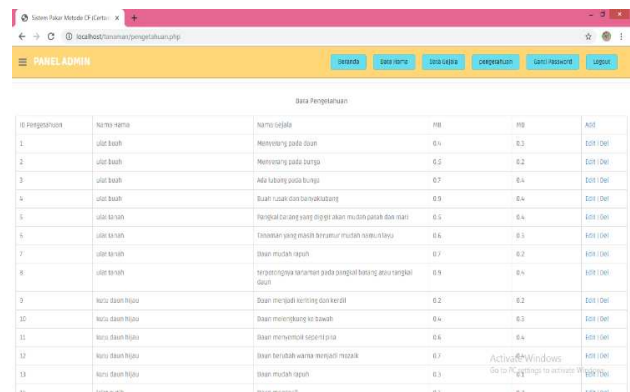 Sistem Pakar Metode CF (Certai
localhost/tanaman/pengetahuan.php
PANEL ADMIN
Beranda Data Hama Data Gejala pengetahuan Ganti Password Logout
Data Pengetahuan
ID Pengetahuan Nama Hama Nama Gejala MB MD Add
1 ulat buah Menyerang pada daun 0.4 0.3 Edit | Del
2 ulat buah Menyerang pada bunga 0.5 0.2 Edit | Del
3 ulat buah Ada lubang pada bunga 0.7 0.4 Edit | Del
4 ulat buah Buah rusak dan banyak lubang 0.9 0.4 Edit | Del
5 ulat tanah Pangkal batang yang digigit akan mudah patah dan mati 0.5 0.4 Edit | Del
6 ulat tanah Tanaman yang masih berumur mudah namun layu 0.6 0.3 Edit | Del
7 ulat tanah Daun mudah rapuh 0.7 0.2 Edit | Del
8 ulat tanah terpotongnya tanaman pada pangkal batang atau tangkai 0.9 0.4 Edit | Del
daun
9 kutu daun hijau Daun menjadi kenting dan kerdil 0.2 0.2 Edit | Del
10 kutu daun hijau Daun melengkung ke bawah 0.4 0.3 Edit | Del
11 kutu daun hijau Daun menyempit seperti pita 0.6 0.4 Edit | Del
12 kutu daun hijau Daun berubah warna menjadi mozaik 0.7 Edit | Del
Activate Windows
13 kutu daun hijau Daun mudah rapuh 0.3 Edit | Del
Go to PC settings to activate Windows